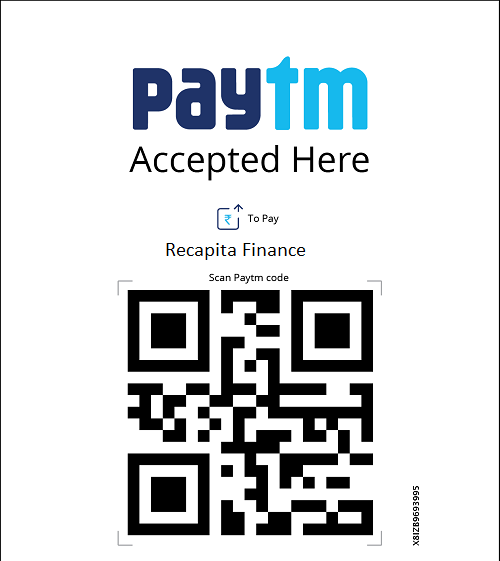 paytm
Accepted Here
₹ To Pay
Recapita Finance
Scan Paytm code
X8IZB9693995